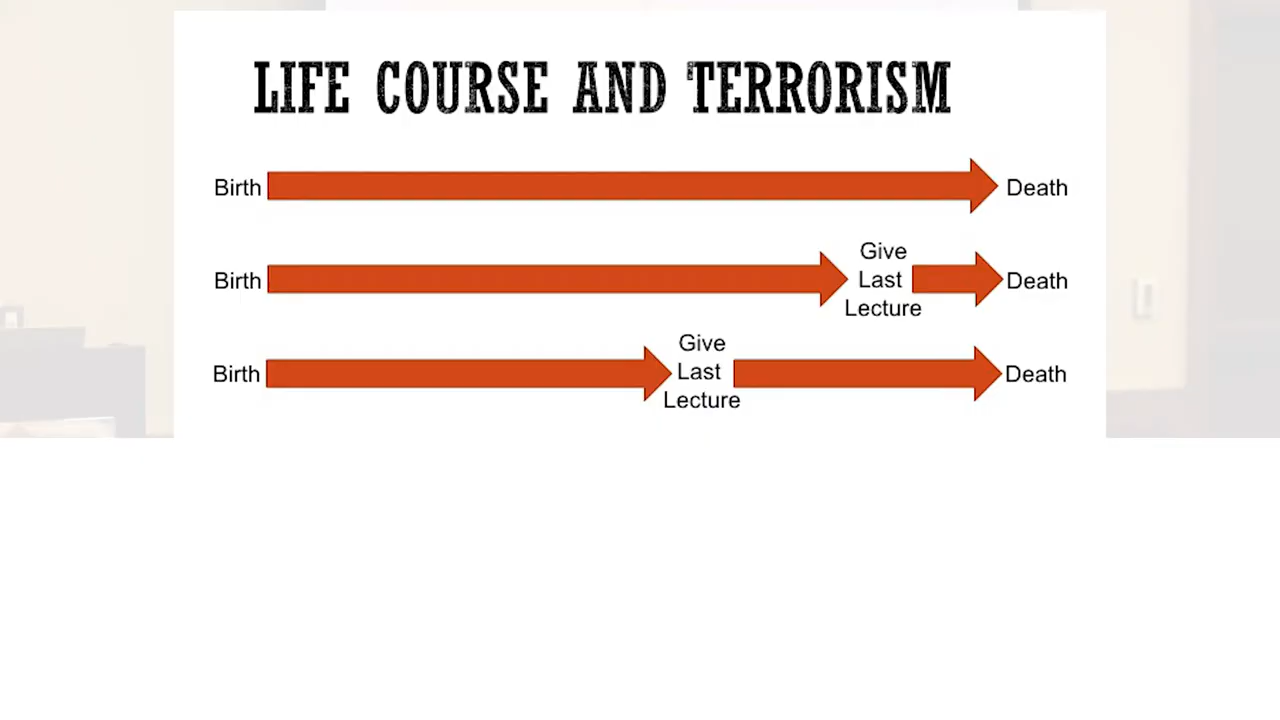 LIFE COURSE AND TERRORISM
Birth Death
Birth Give Last Lecture Death
Birth Give Last Lecture Death